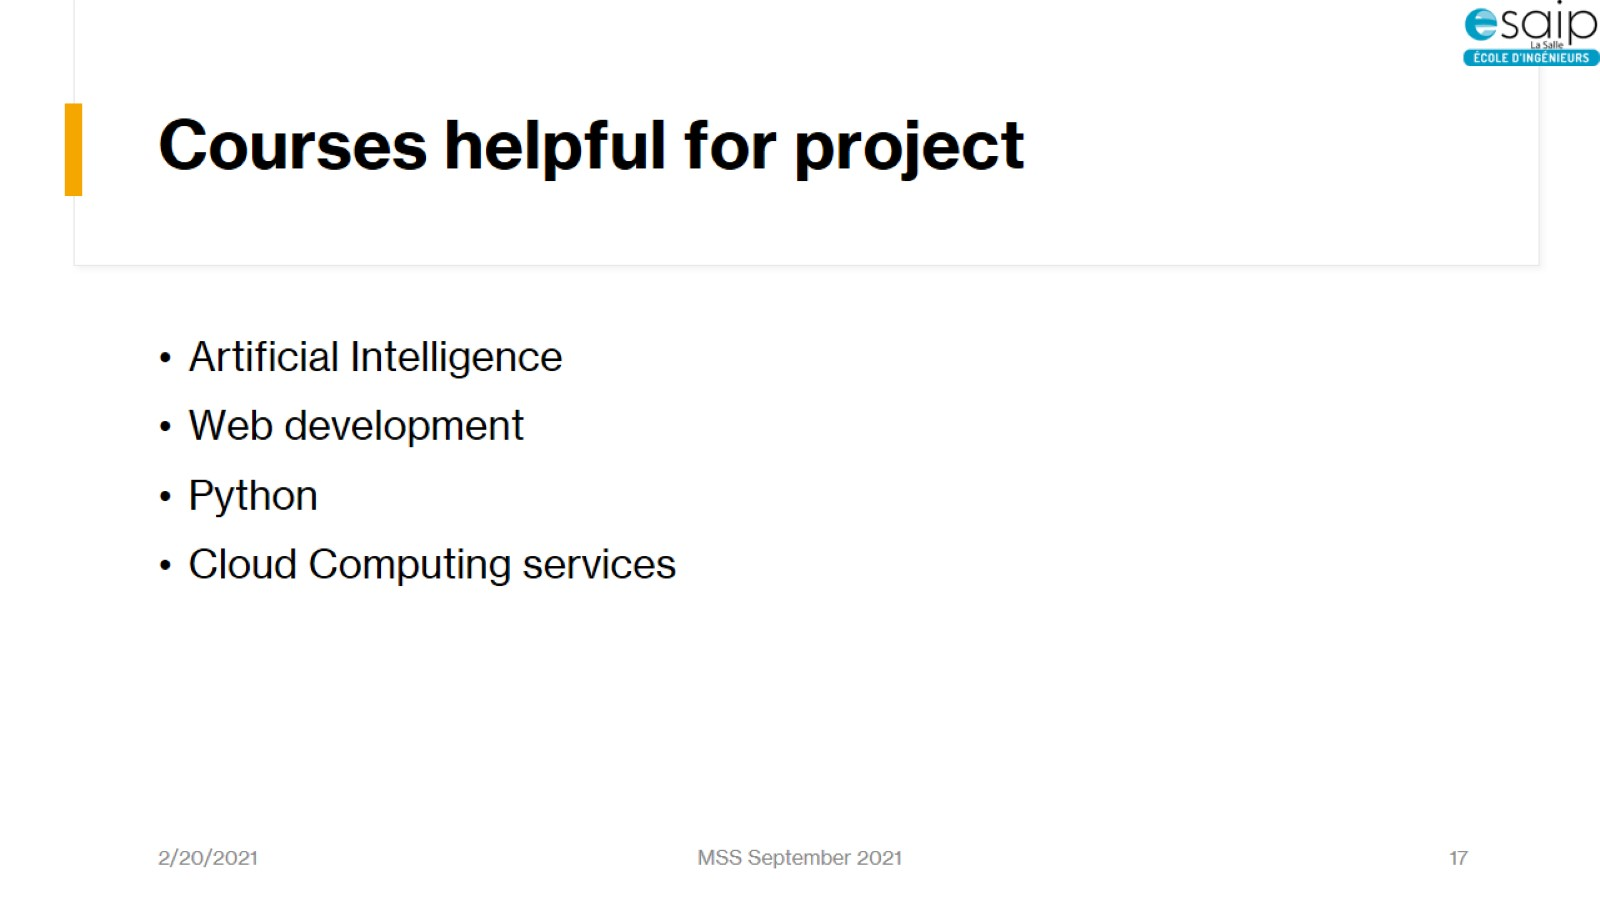 esaip
La Salle
ÉCOLE D'INGÉNIEURS
Courses helpful for project
• Artificial Intelligence
• Web development
• Python
• Cloud Computing services
2/20/2021
MSS September 2021
17